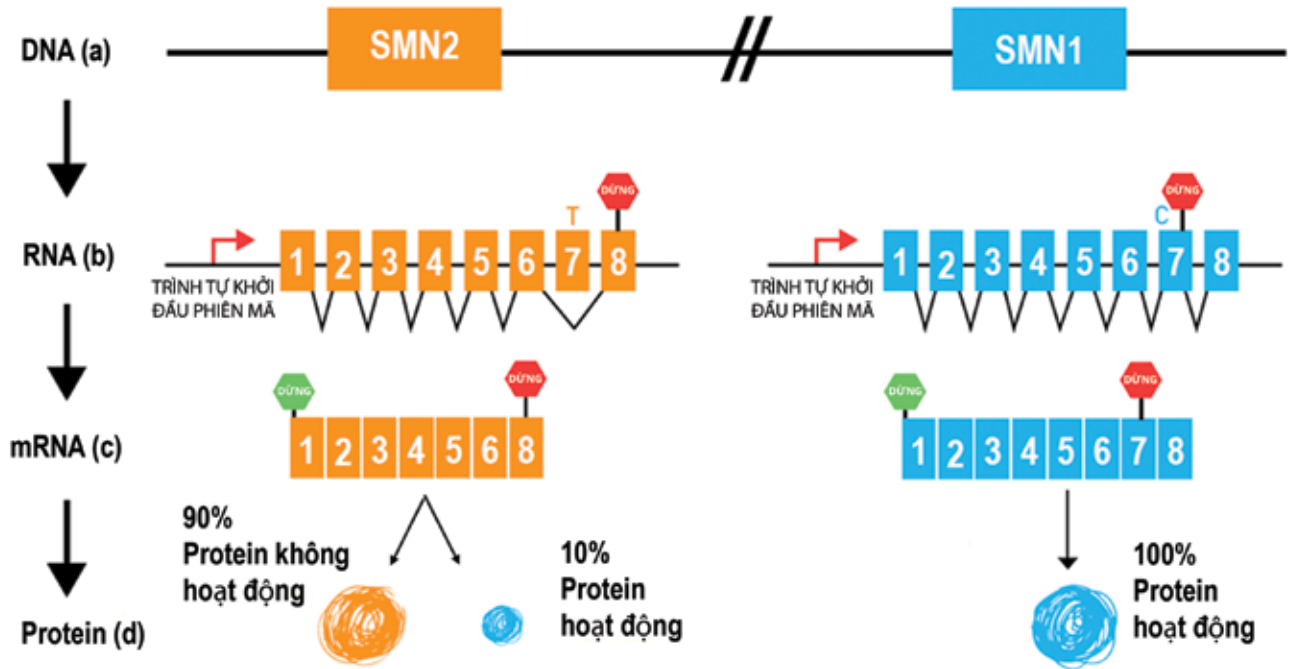 DNA (a)
SMN2
SMN1
RNA (b)
T
DỪNG
C
DỪNG
1 2 3 4 5 6 7 8
1 2 3 4 5 6 7 8
TRÌNH TỰ KHỞI
ĐẦU PHIÊN MÃ
TRÌNH TỰ KHỞI
ĐẦU PHIÊN MÃ
DỪNG
DỪNG
DỪNG
DỪNG
mRNA (c)
1 2 3 4 5 6 8
1 2 3 4 5 6 7 8
90%
Protein không
hoạt động
10%
Protein
hoạt động
100%
Protein
hoạt động
Protein (d)